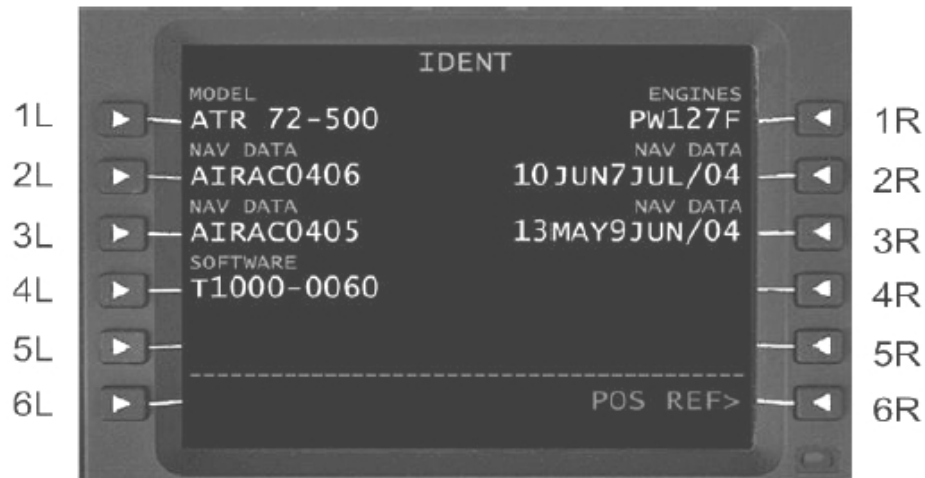 IDENT
MODEL ENGINES
1L ATR 72-500 PW127F 1R
NAV DATA NAV DATA
2L AIRAC0406 10JUN7JUL/04 2R
NAV DATA NAV DATA
3L AIRAC0405 13MAY9JUN/04 3R
SOFTWARE
4L T1000-0060 4R
5L 5R
6L POS REF> 6R